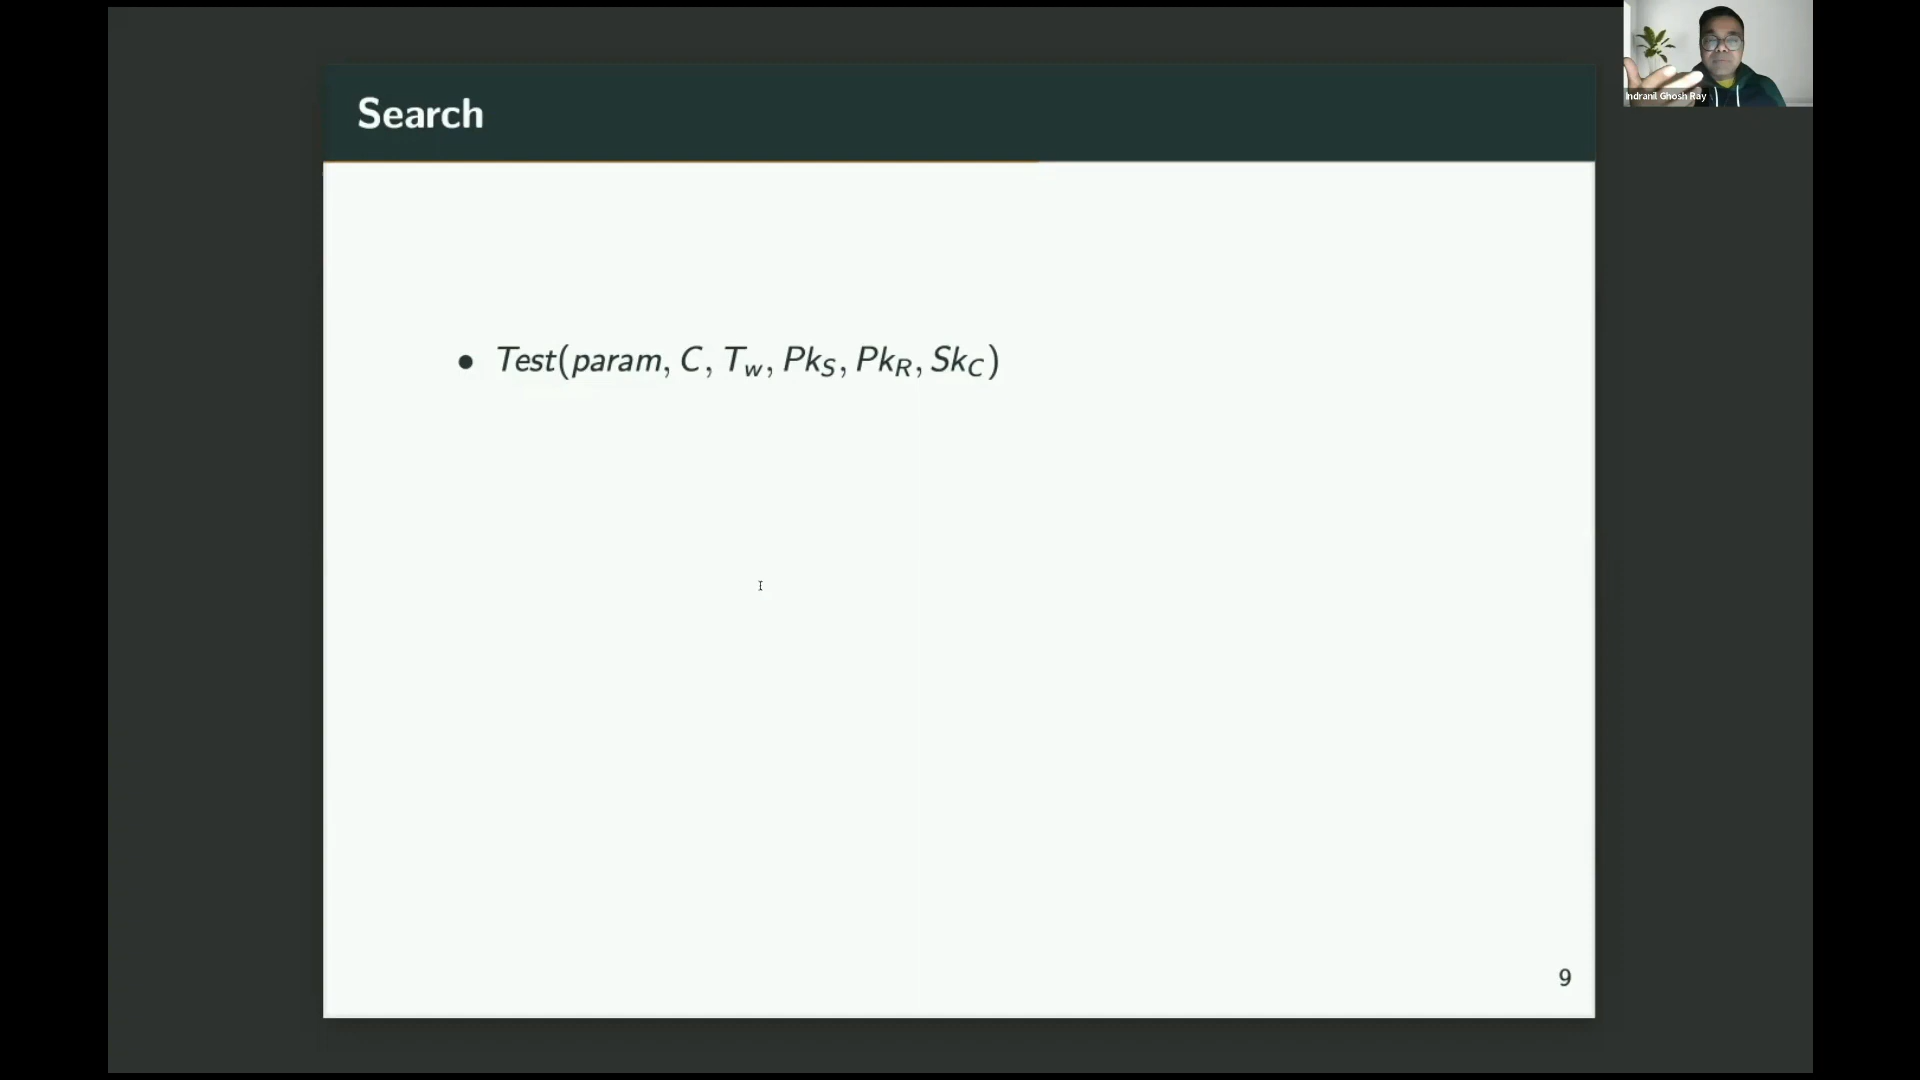 Search
Indranil Ghosh Ray
• Test(param, C, T_w, Pk_S, Pk_R, Sk_C)
9